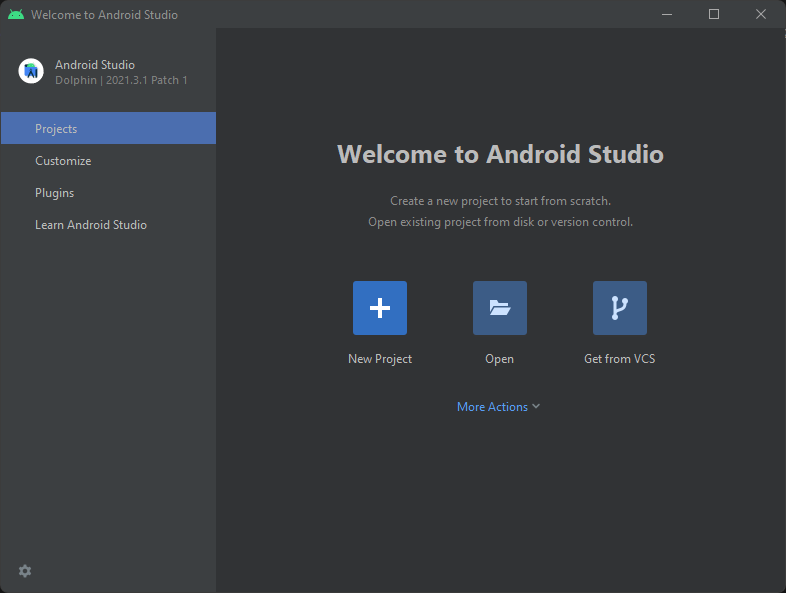 Welcome to Android Studio
Android Studio
Dolphin | 2021.3.1 Patch 1
Projects
Customize
Plugins
Learn Android Studio
Welcome to Android Studio
Create a new project to start from scratch.
Open existing project from disk or version control.
New Project
Open
Get from VCS
More Actions